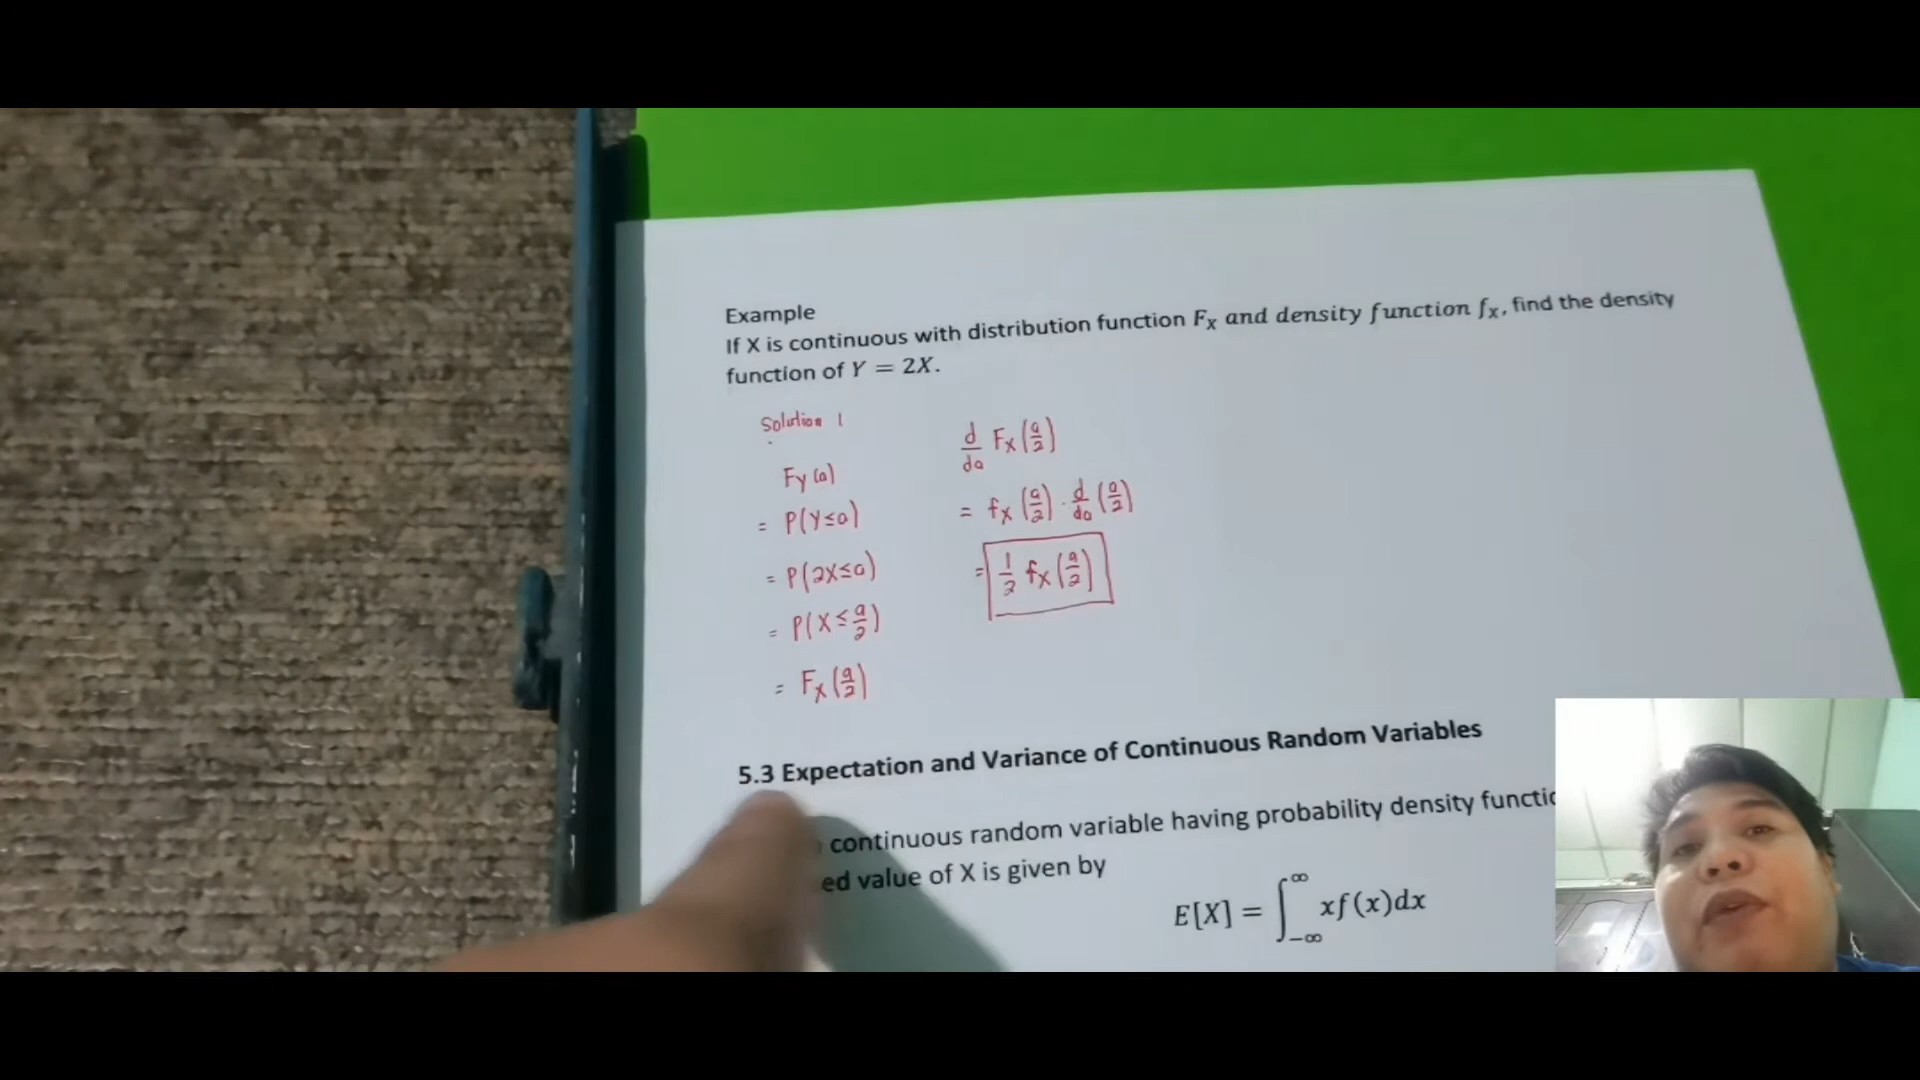 Example
If X is continuous with distribution function F_X and density function f_X, find the density
function of Y = 2X.
Solution 1
F_Y(a)
= P(Y≤a)
= P(2X≤a)
= P(X≤a/2)
= F_X(a/2)
d/da F_X(a/2)
= f_X(a/2) · d/da (a/2)
= 1/2 f_X(a/2)
5.3 Expectation and Variance of Continuous Random Variables
continuous random variable having probability density
value of X is given by
E[X] = ∫_{-∞}^{∞} xf(x)dx